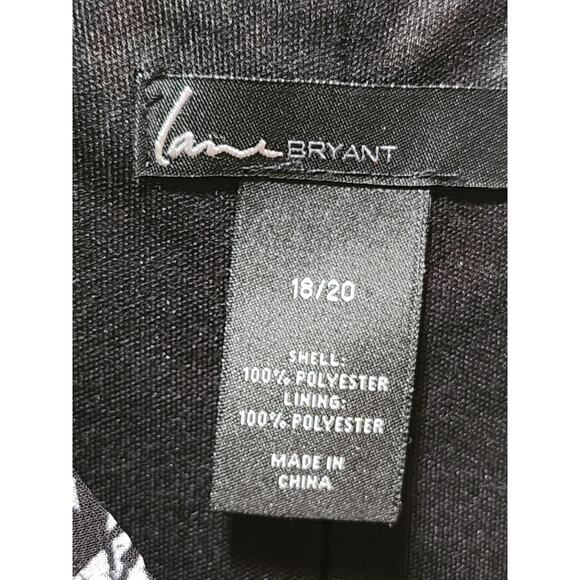 Lane BRYANT
18/20
SHELL:
100% POLYESTER
LINING:
100% POLYESTER
MADE IN
CHINA